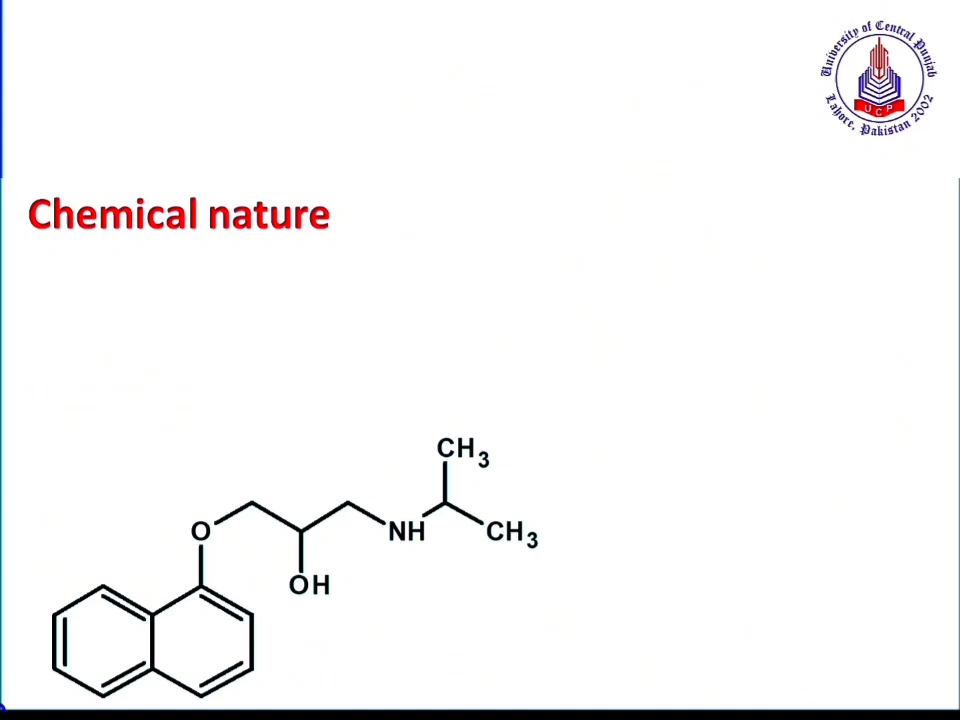 University of Central Punjab
UCP
Lahore, Pakistan 2002
Chemical nature
CH3
O
NH
CH3
OH